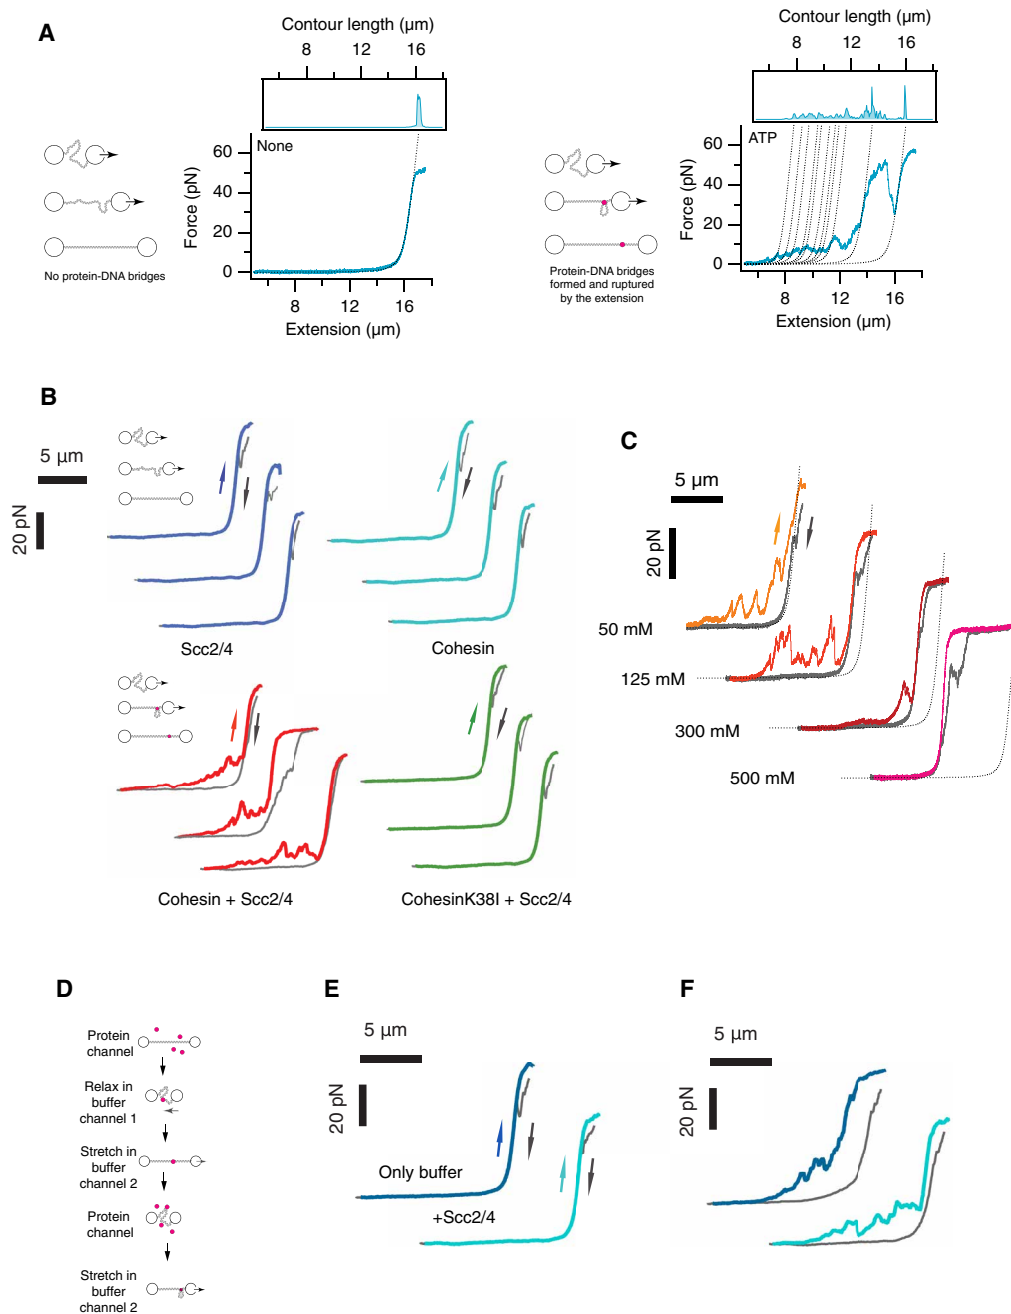 A
Contour length (µm)
8
12
16
None
60
40
20
0
Force (pN)
8
12
16
Extension (µm)
No protein-DNA bridges
Contour length (µm)
8
12
16
ATP
60
40
20
0
Force (pN)
8
12
16
Extension (µm)
Protein-DNA bridges
formed and ruptured
by the extension
B
5 µm
20 pN
Scc2/4
Cohesin
Cohesin + Scc2/4
CohesinK38I + Scc2/4
C
5 µm
20 pN
50 mM
125 mM
300 mM
500 mM
D
Protein
channel
Relax in
buffer
channel 1
Stretch in
buffer
channel 2
Protein
channel
Stretch in
buffer
channel 2
E
5 µm
20 pN
Only buffer
+Scc2/4
F
5 µm
20 pN